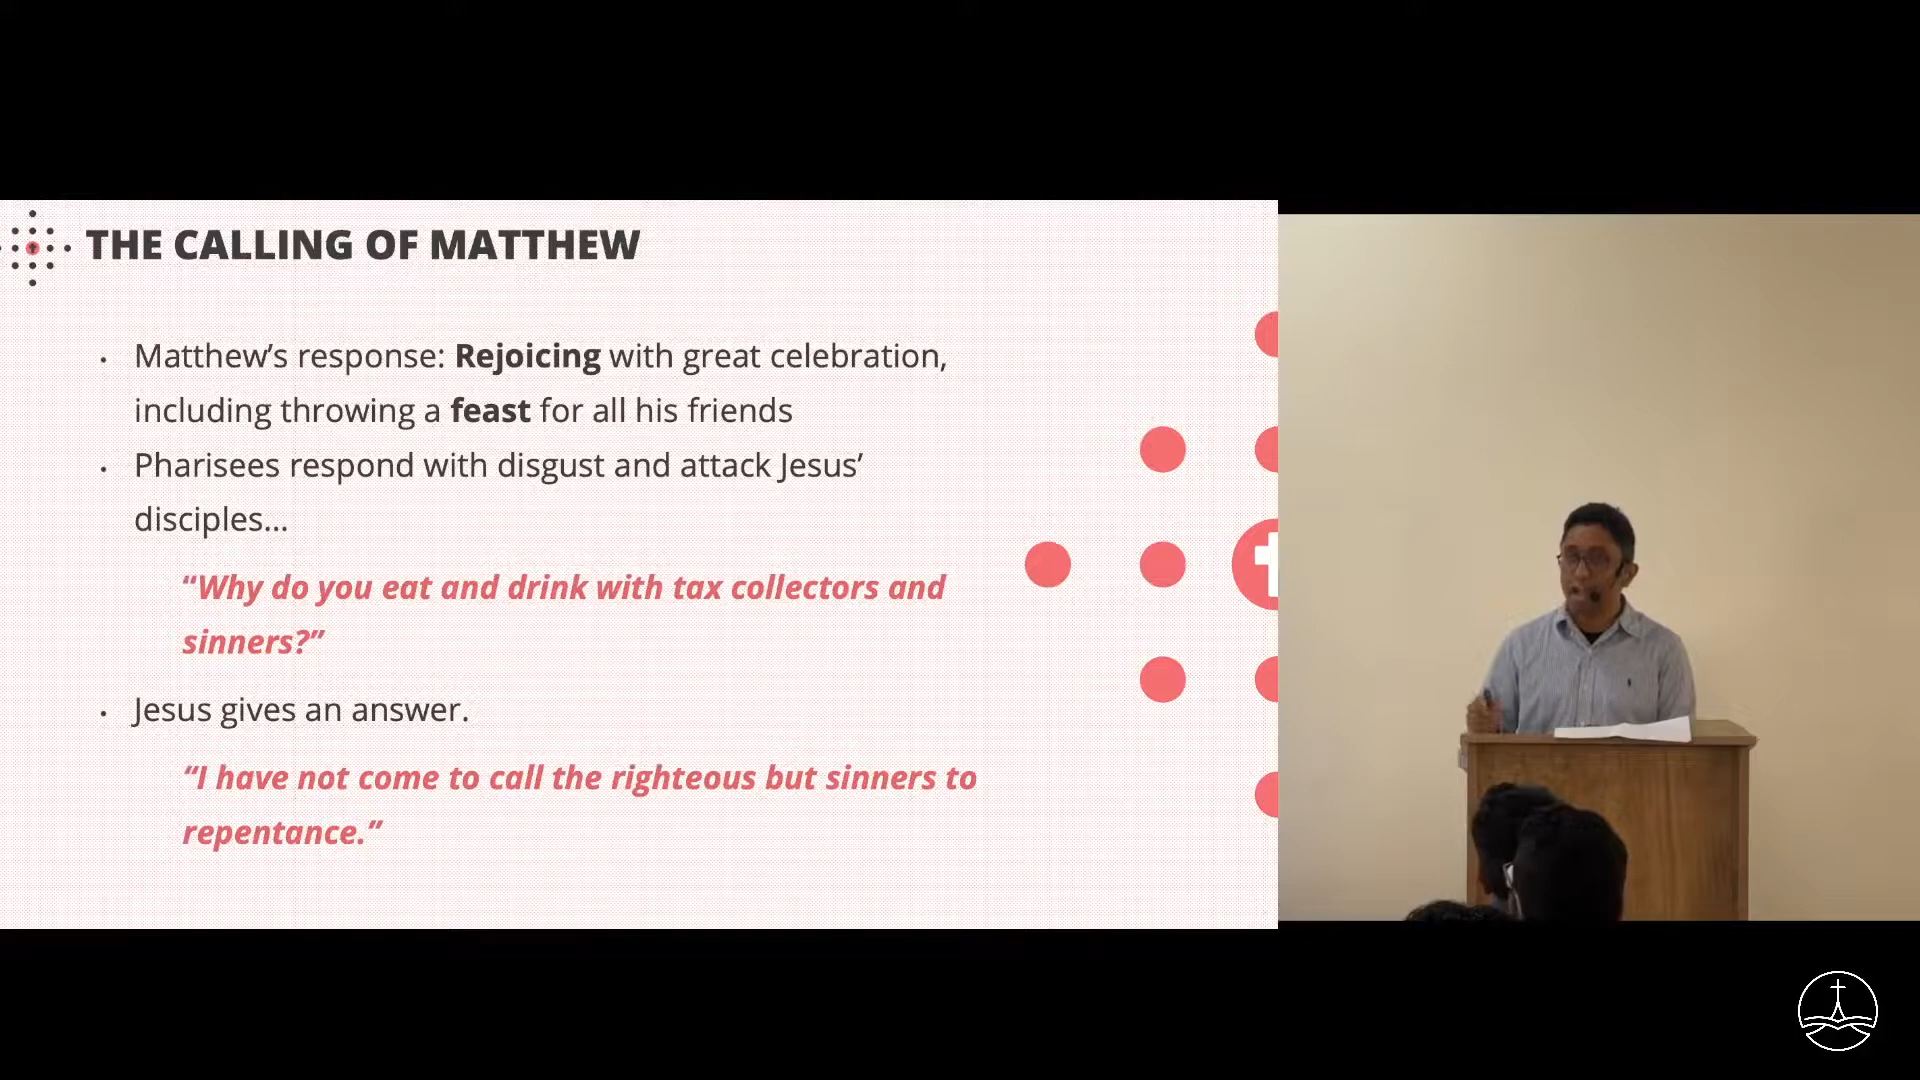 THE CALLING OF MATTHEW
• Matthew’s response: Rejoicing with great celebration,
including throwing a feast for all his friends
• Pharisees respond with disgust and attack Jesus’
disciples...
“Why do you eat and drink with tax collectors and
sinners?”
• Jesus gives an answer.
“I have not come to call the righteous but sinners to
repentance.”